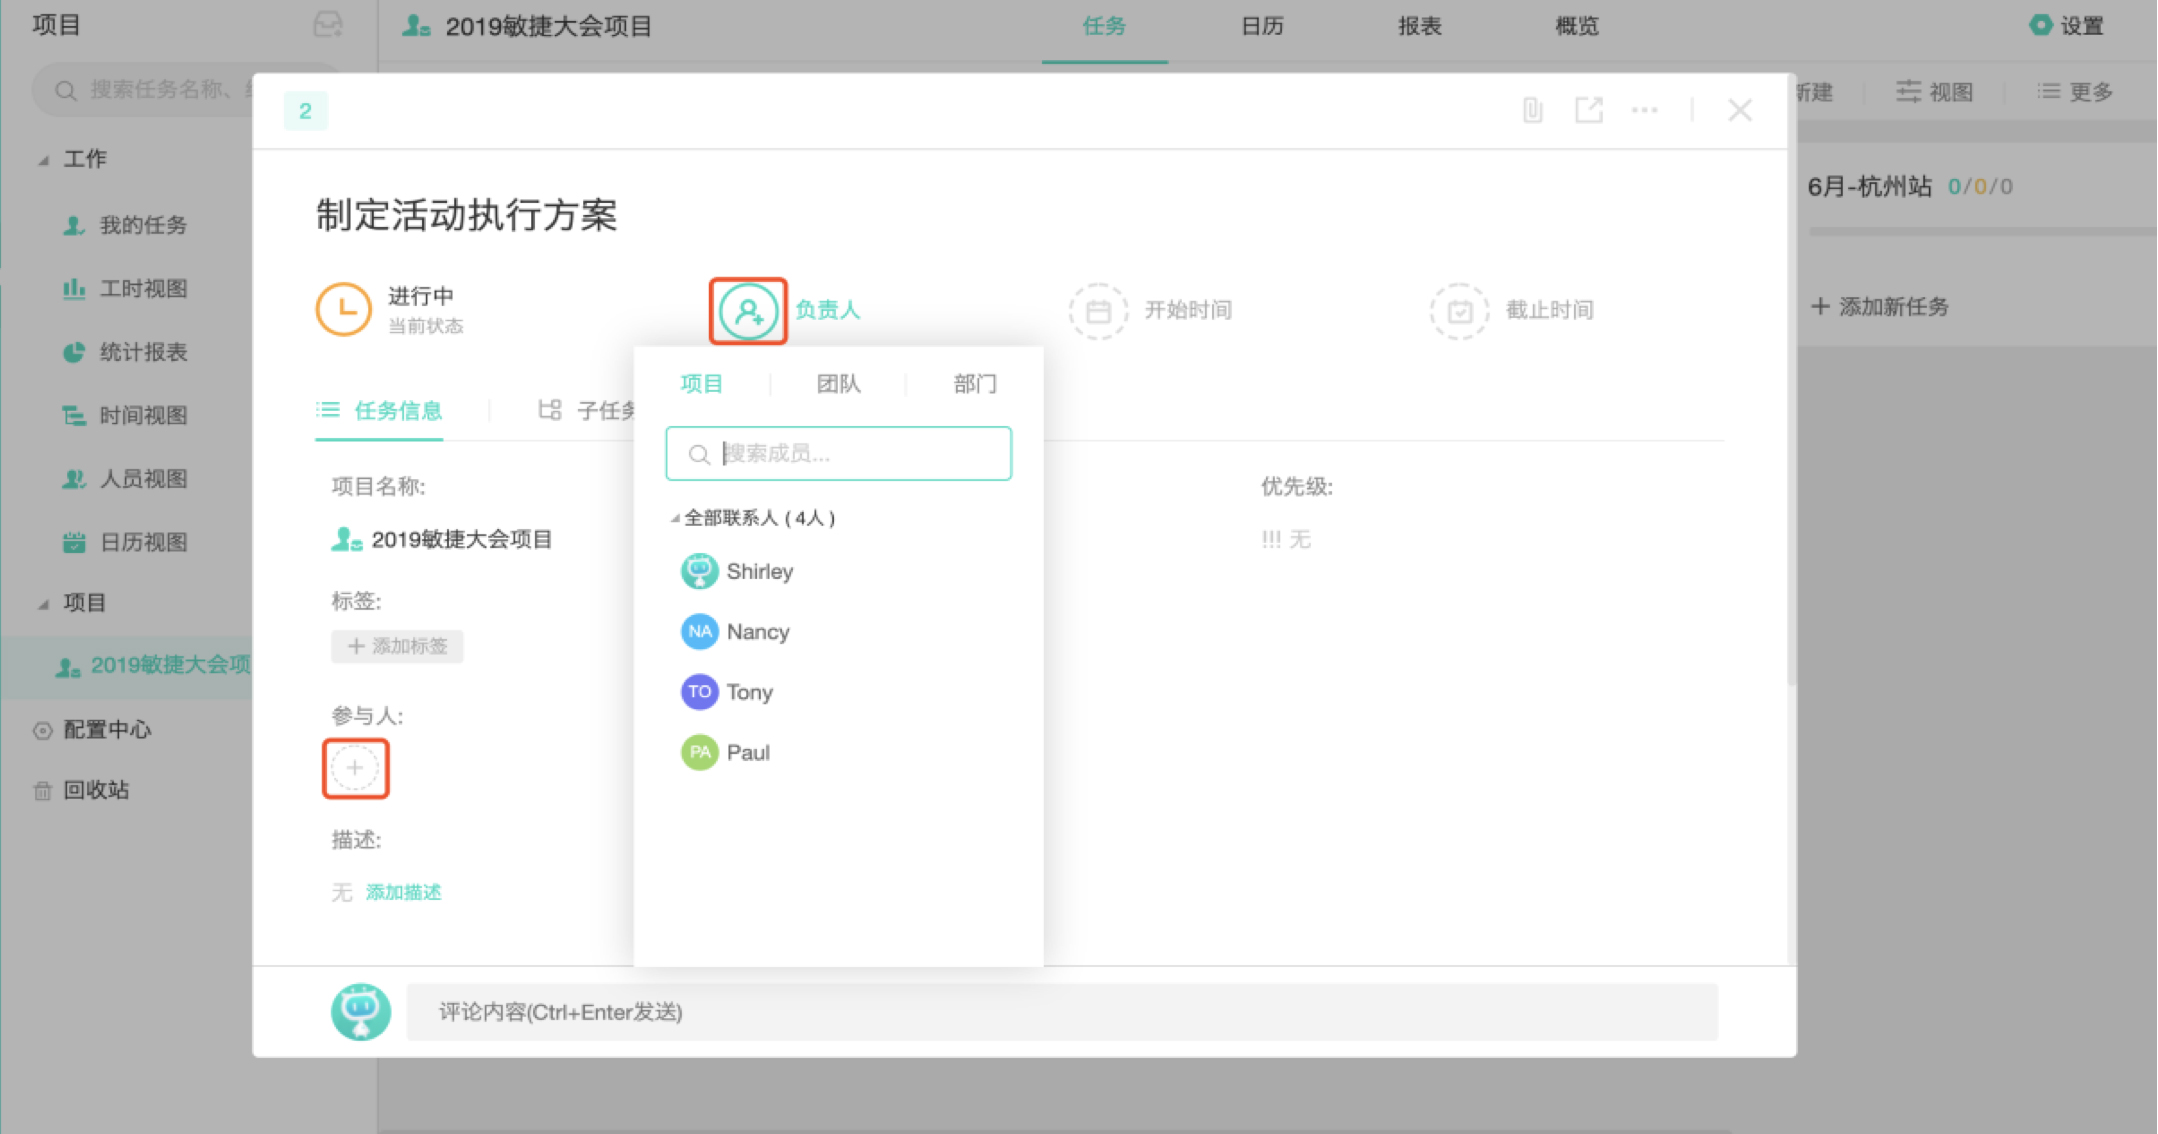 项目
2019敏捷大会项目
任务
日历
报表
概览
设置
搜索任务名称、
新建
视图
更多
工作
我的任务
工时视图
统计报表
时间视图
人员视图
日历视图
项目
2019敏捷大会项
配置中心
回收站
2
制定活动执行方案
进行中
当前状态
负责人
开始时间
截止时间
任务信息
子任务
项目名称:
2019敏捷大会项目
标签:
+ 添加标签
参与人:
+
描述:
无 添加描述
项目
团队
部门
搜索成员...
全部联系人 ( 4人 )
Shirley
NA Nancy
TO Tony
PA Paul
优先级:
!!! 无
评论内容(Ctrl+Enter发送)
6月-杭州站 0/0/0
+ 添加新任务